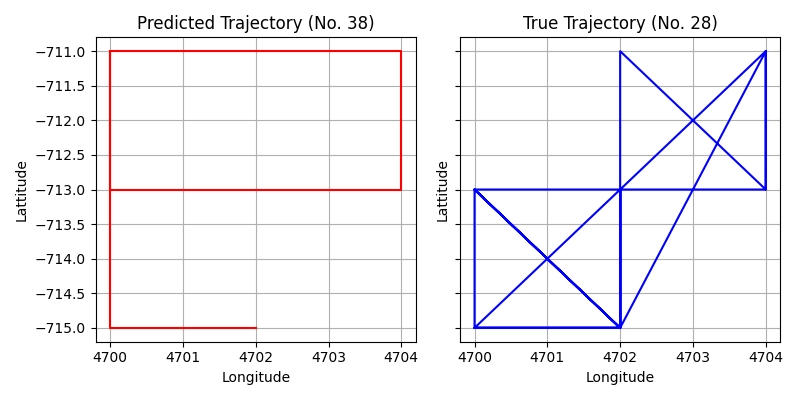 Predicted Trajectory (No. 38)
−711.0
−711.5
−712.0
−712.5
−713.0
−713.5
−714.0
−714.5
−715.0
Lattitude
4700 4701 4702 4703 4704
Longitude
True Trajectory (No. 28)
Lattitude
4700 4701 4702 4703 4704
Longitude